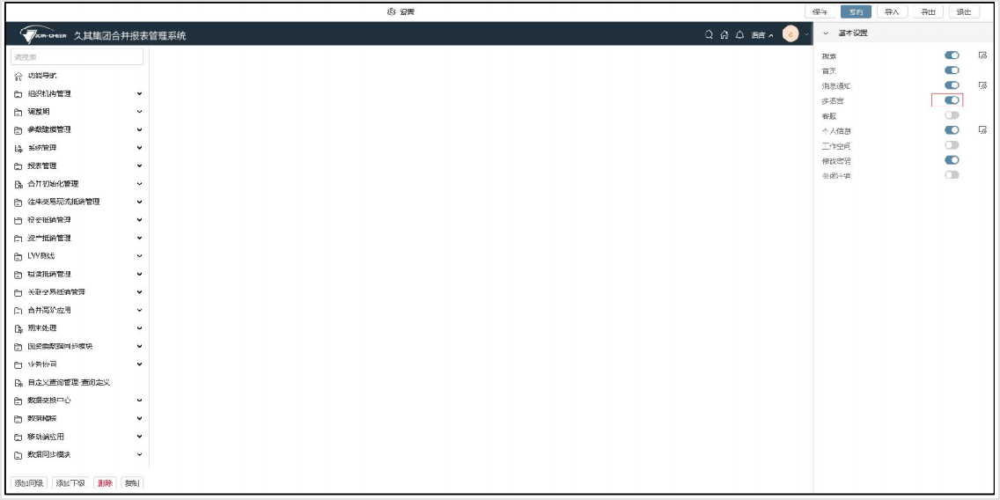 设置
保存 发布 导入 导出 退出
JOIN-CHEER 久其集团合并报表管理系统
语言
请搜索
功能导航
组织机构管理
调整期
参数建模管理
系统管理
报表管理
合并初始化管理
往来交易现流抵销管理
投资抵销管理
资产抵销管理
租赁抵销管理
关联交易抵销管理
合并高阶应用
期末处理
国资委数据同步模块
业务协同
自定义查询管理-查询定义
数据交换中心
数据稽核
移动端应用
数据同步模块
添加同级 添加下级 删除 复制
基本设置
搜索
首页
消息通知
多语言
客服
个人信息
工作空间
修改密码
关闭注销